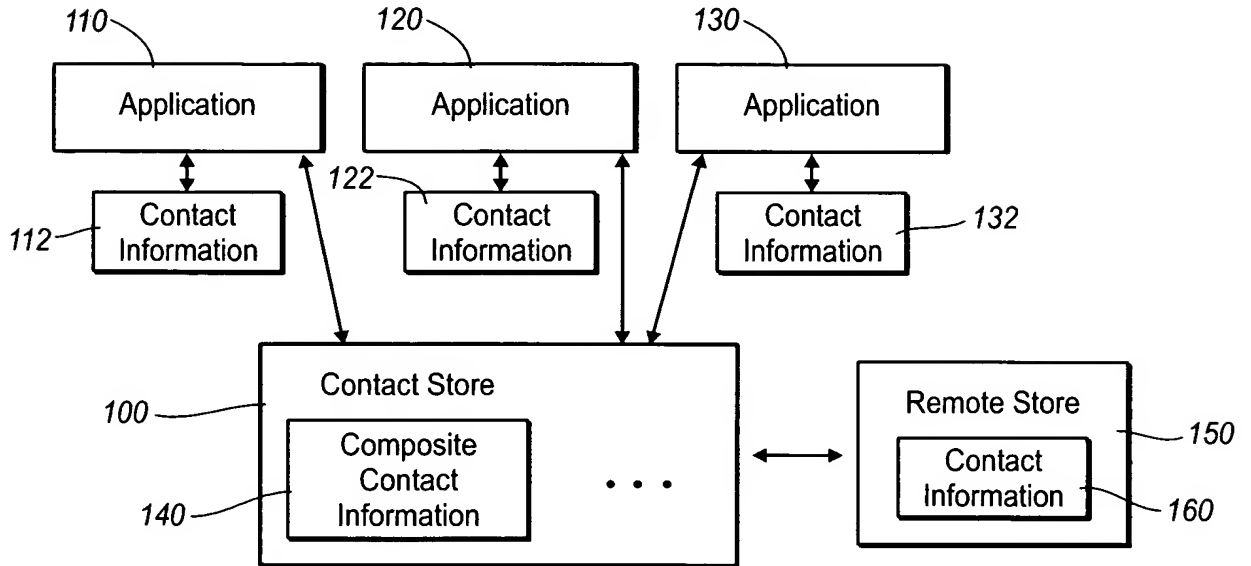 110
120
130
Application
Application
Application
112
Contact
Information
122
Contact
Information
Contact
Information
132
100
Contact Store
Composite
Contact
Information
140
. . .
Remote Store
150
Contact
Information
160